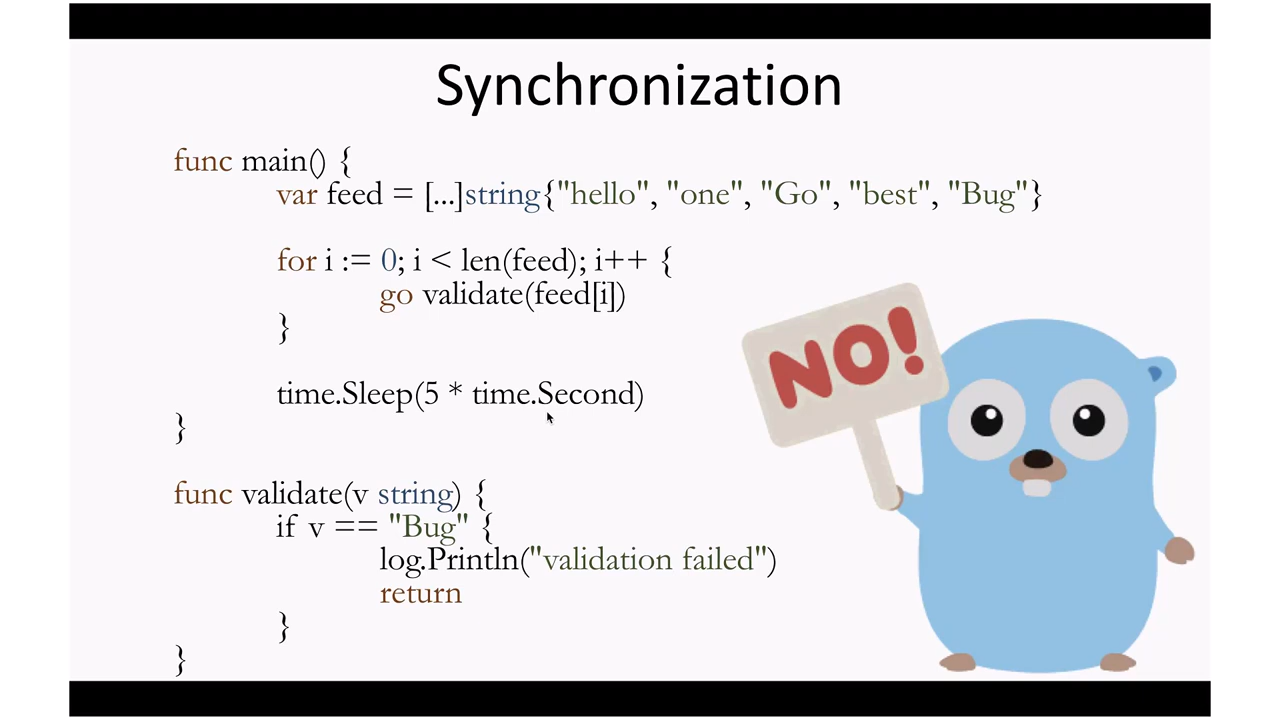 Synchronization
func main() {
var feed = [...]string{"hello", "one", "Go", "best", "Bug"}
for i := 0; i < len(feed); i++ {
go validate(feed[i])
}
time.Sleep(5 * time.Second)
}
NO!
func validate(v string) {
if v == "Bug" {
log.Println("validation failed")
return
}
}